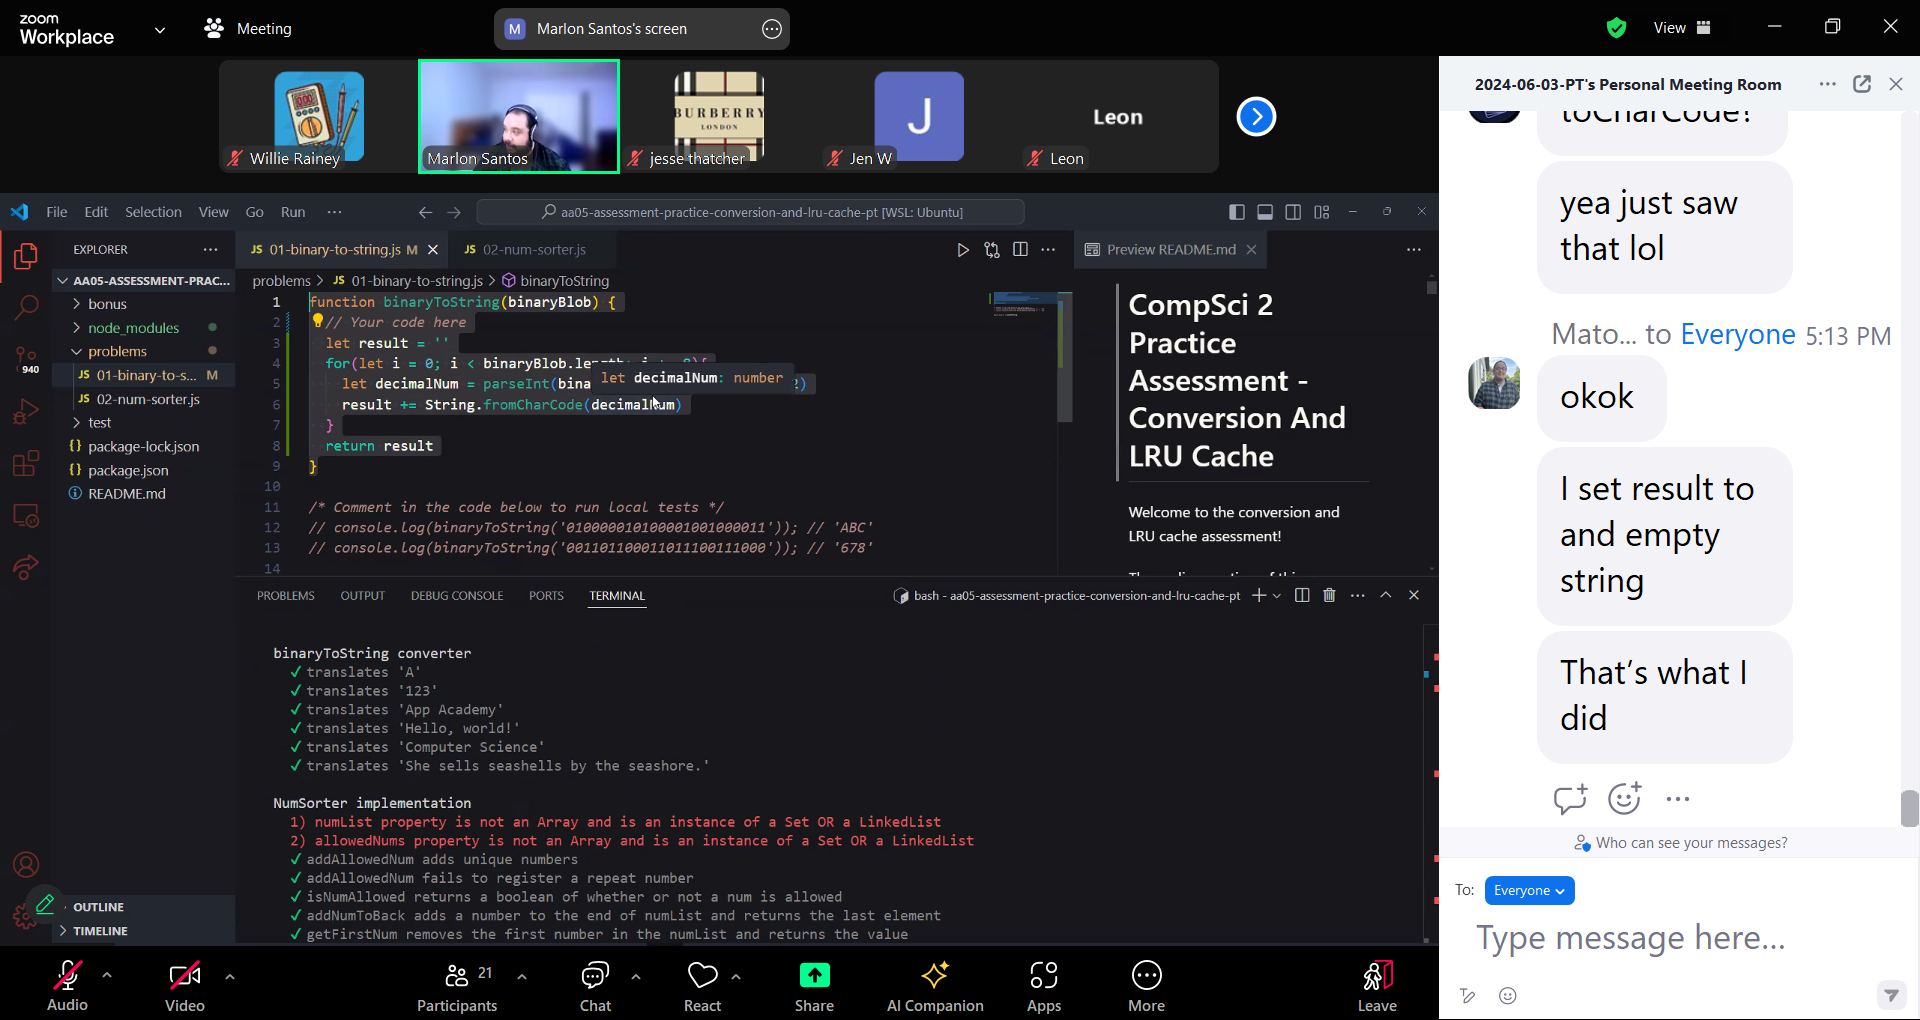 zoom
Workplace
Meeting
M Marlon Santos's screen
View
Willie Rainey
Marlon Santos
BURBERRY
LONDON
jesse thatcher
J
Jen W
Leon
Leon
File Edit Selection View Go Run ...
aa05-assessment-practice-conversion-and-lru-cache-pt [WSL: Ubuntu]
EXPLORER
AA05-ASSESSMENT-PRAC...
bonus
node_modules
problems
JS 01-binary-to-s... M
JS 02-num-sorter.js
test
{} package-lock.json
{} package.json
README.md
OUTLINE
TIMELINE
940
JS 01-binary-to-string.js M
JS 02-num-sorter.js
problems > JS 01-binary-to-string.js > binaryToString
1 function binaryToString(binaryBlob) {
2 // Your code here
3 let result = ''
4 for(let i = 0; i < binaryBlob.length; i += 8){
5 let decimalNum = parseInt(bina 2)
let decimalNum: number
6 result += String.fromCharCode(decimalNum)
7 }
8 return result
9 }
10
11 /* Comment in the code below to run local tests */
12 // console.log(binaryToString('010000010100001001000011')); // 'ABC'
13 // console.log(binaryToString('001101100011011100111000')); // '678'
14
Preview README.md
CompSci 2
Practice
Assessment -
Conversion And
LRU Cache
Welcome to the conversion and
LRU cache assessment!
PROBLEMS OUTPUT DEBUG CONSOLE PORTS TERMINAL
bash - aa05-assessment-practice-conversion-and-lru-cache-pt
binaryToString converter
✓ translates 'A'
✓ translates '123'
✓ translates 'App Academy'
✓ translates 'Hello, world!'
✓ translates 'Computer Science'
✓ translates 'She sells seashells by the seashore.'
NumSorter implementation
1) numList property is not an Array and is an instance of a Set OR a LinkedList
2) allowedNums property is not an Array and is an instance of a Set OR a LinkedList
✓ addAllowedNum adds unique numbers
✓ addAllowedNum fails to register a repeat number
✓ isNumAllowed returns a boolean of whether or not a num is allowed
✓ addNumToBack adds a number to the end of numList and returns the last element
✓ getFirstNum removes the first number in the numList and returns the value
2024-06-03-PT's Personal Meeting Room
toCharCode?
yea just saw
that lol
Mato... to Everyone 5:13 PM
okok
I set result to
and empty
string
That's what I
did
Who can see your messages?
To: Everyone
Type message here...
Audio
Video
21
Participants
Chat
React
Share
AI Companion
Apps
More
Leave